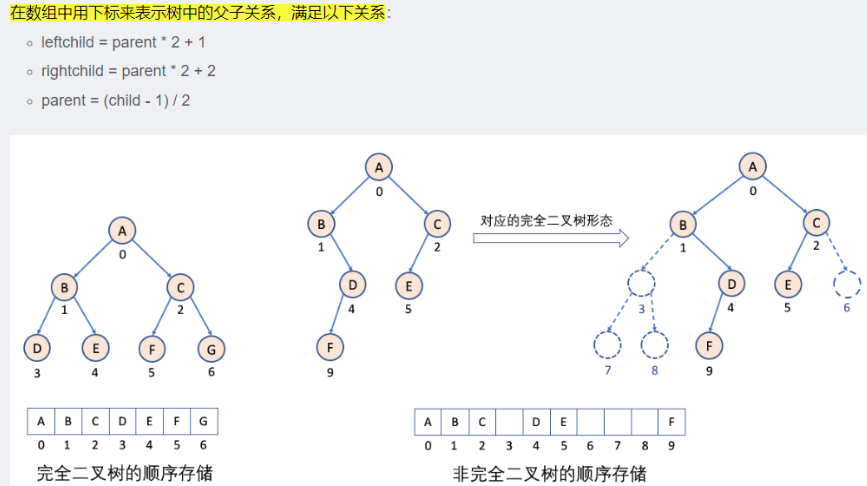 在数组中用下标来表示树中的父子关系，满足以下关系：
leftchild = parent * 2 + 1
rightchild = parent * 2 + 2
parent = (child - 1) / 2
A
0
B
1
C
2
D
3
E
4
F
5
G
6
A B C D E F G
0 1 2 3 4 5 6
完全二叉树的顺序存储
A
0
B
1
C
2
D
4
E
5
F
9
对应的完全二叉树形态
A
0
B
1
C
2
3
D
4
E
5
6
7
8
F
9
A B C D E F
0 1 2 3 4 5 6 7 8 9
非完全二叉树的顺序存储